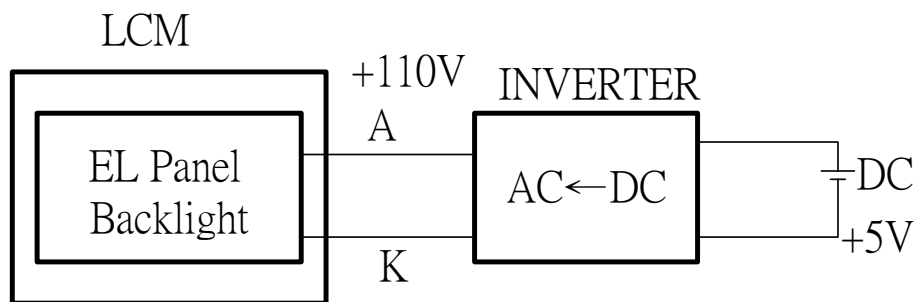 LCM
+110V
INVERTER
A
EL Panel
Backlight
AC←DC
DC
+5V
K